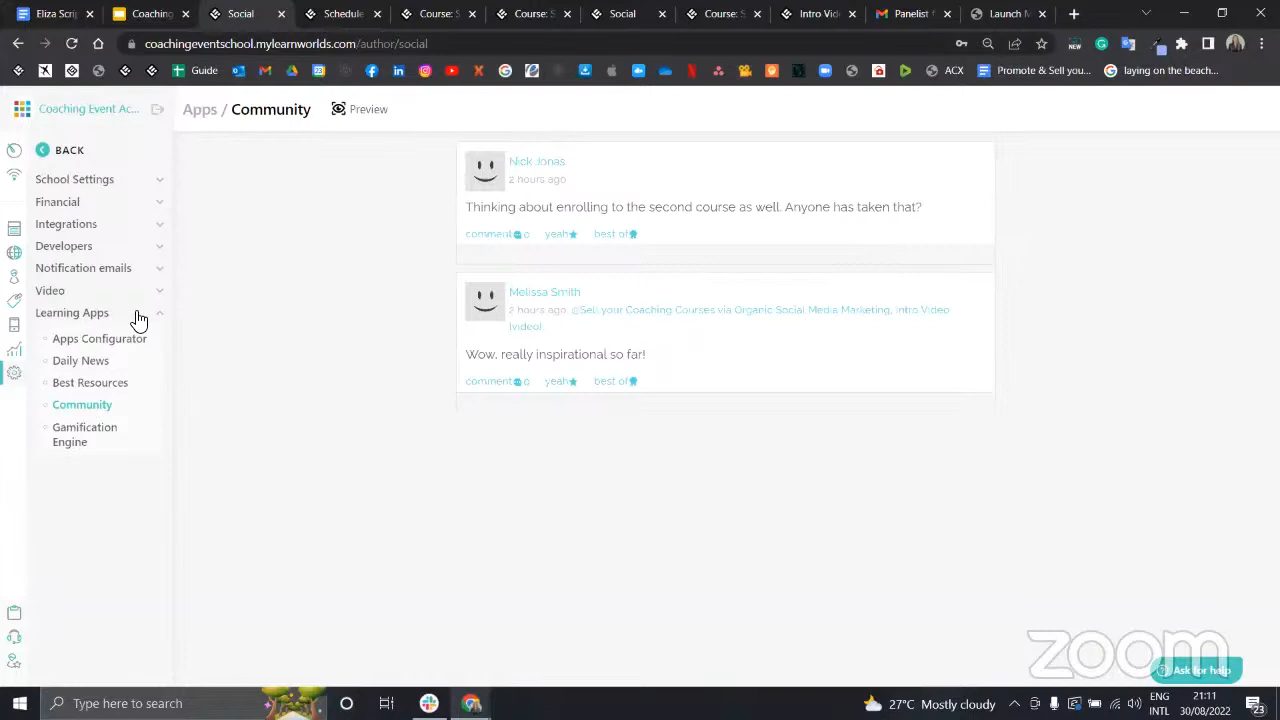 Eliza Scrip
Coaching
Social
Schedule
Course: S
Course: S
Social
Course: S
Intro Vide
Panelist f
Launch M
coachingeventschool.mylearnworlds.com/author/social
NEW
Guide
ACX
Promote & Sell you...
laying on the beach...
Coaching Event Ac...
Apps / Community
Preview
BACK
School Settings
Financial
Integrations
Developers
Notification emails
Video
Learning Apps
Apps Configurator
Daily News
Best Resources
Community
Gamification
Engine
Nick Jonas
2 hours ago
Thinking about enrolling to the second course as well. Anyone has taken that?
comment 0 yeah best of
Melissa Smith
2 hours ago @Sell your Coaching Courses via Organic Social Media Marketing, Intro Video
(video)
Wow, really inspirational so far!
comment 0 yeah best of
zoom
Ask for help
Type here to search
27°C Mostly cloudy
ENG
INTL
21:11
30/08/2022
23